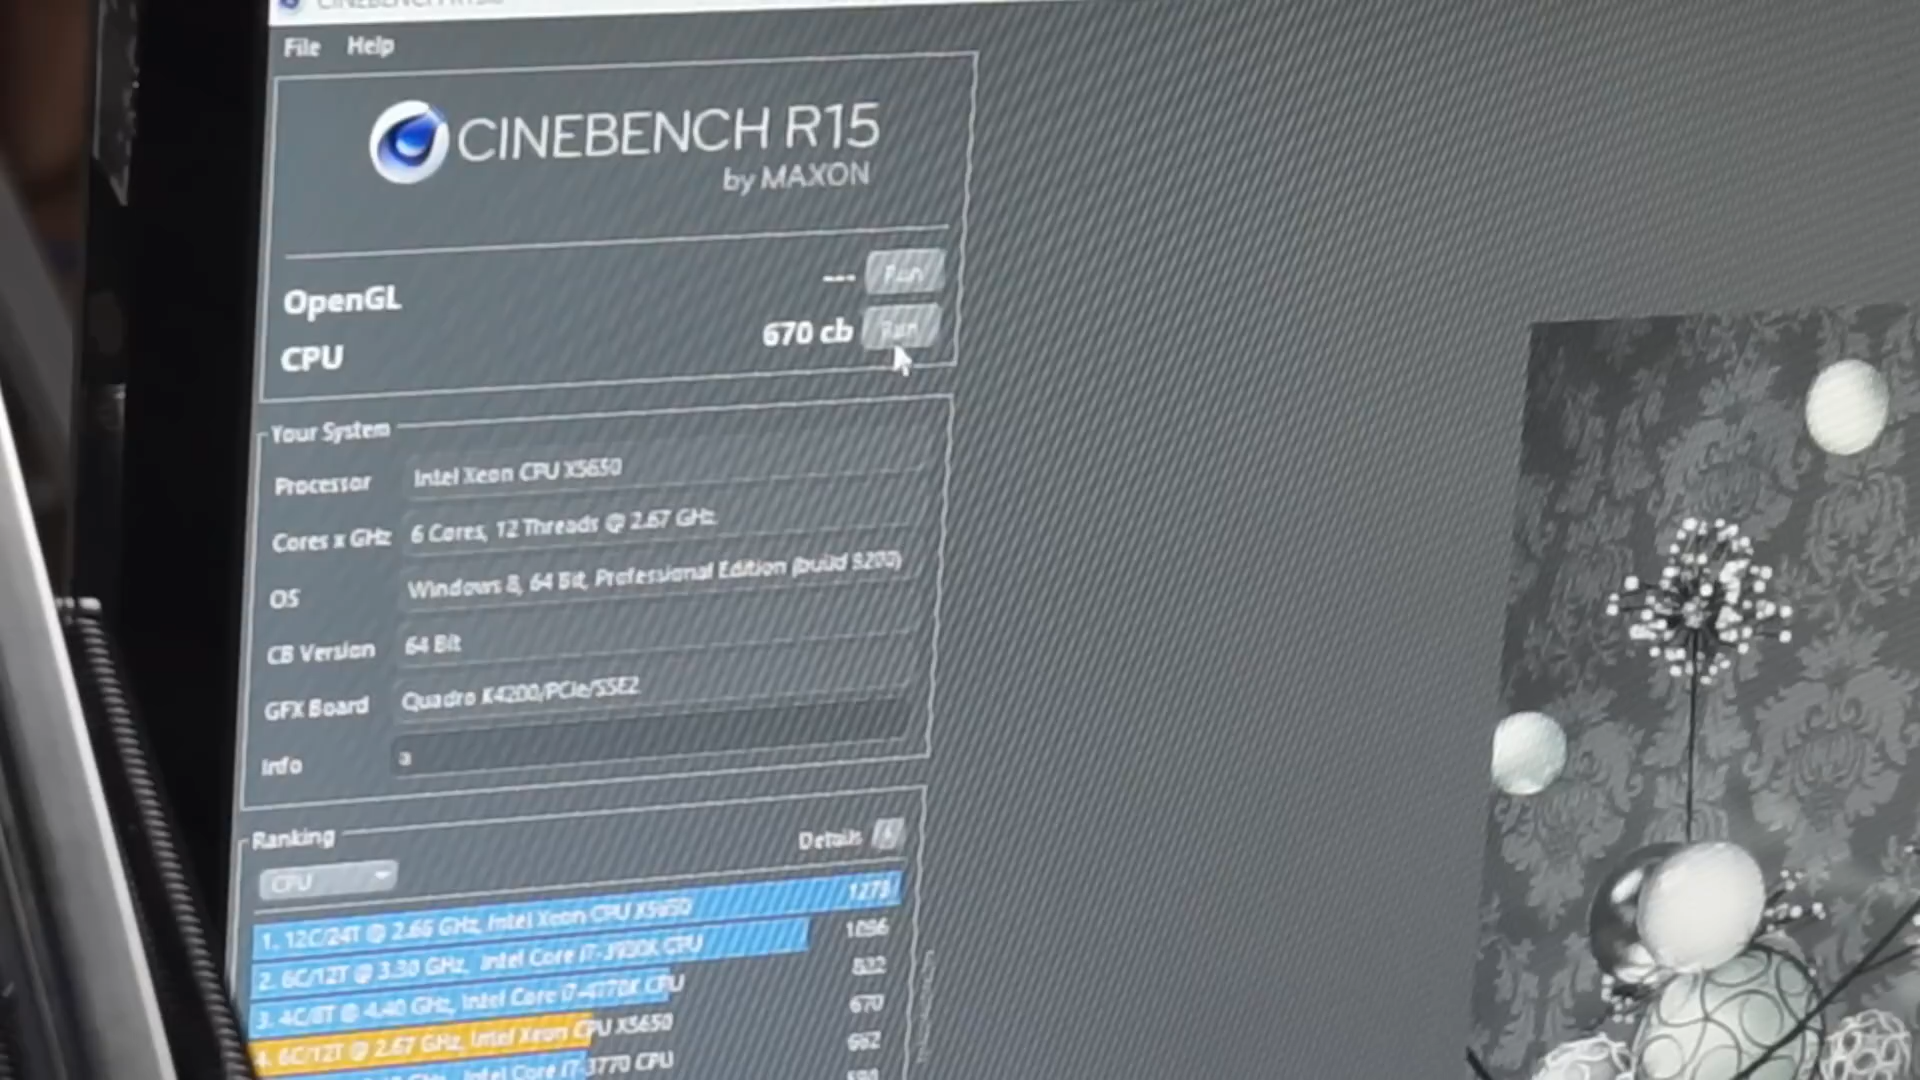 File Help
CINEBENCH R15
by MAXON
OpenGL --- Run
CPU 670 cb Run
Your System
Processor Intel Xeon CPU X5650
Cores x GHz 6 Cores, 12 Threads @ 2.67 GHz
OS Windows 8, 64 Bit, Professional Edition (build 9200)
CB Version 64 Bit
GFX Board Quadro K4200/PCIe/SSE2
Info a
Ranking Details
CPU
1. 12C/24T @ 2.66 GHz, Intel Xeon CPU X5650 1279
2. 6C/12T @ 3.30 GHz, Intel Core i7-3930K CPU 1096
3. 4C/8T @ 4.40 GHz, Intel Core i7-4770K CPU 822
4. 6C/12T @ 2.67 GHz, Intel Xeon CPU X5650 670
GHz, Intel Core i7-3770 CPU 662